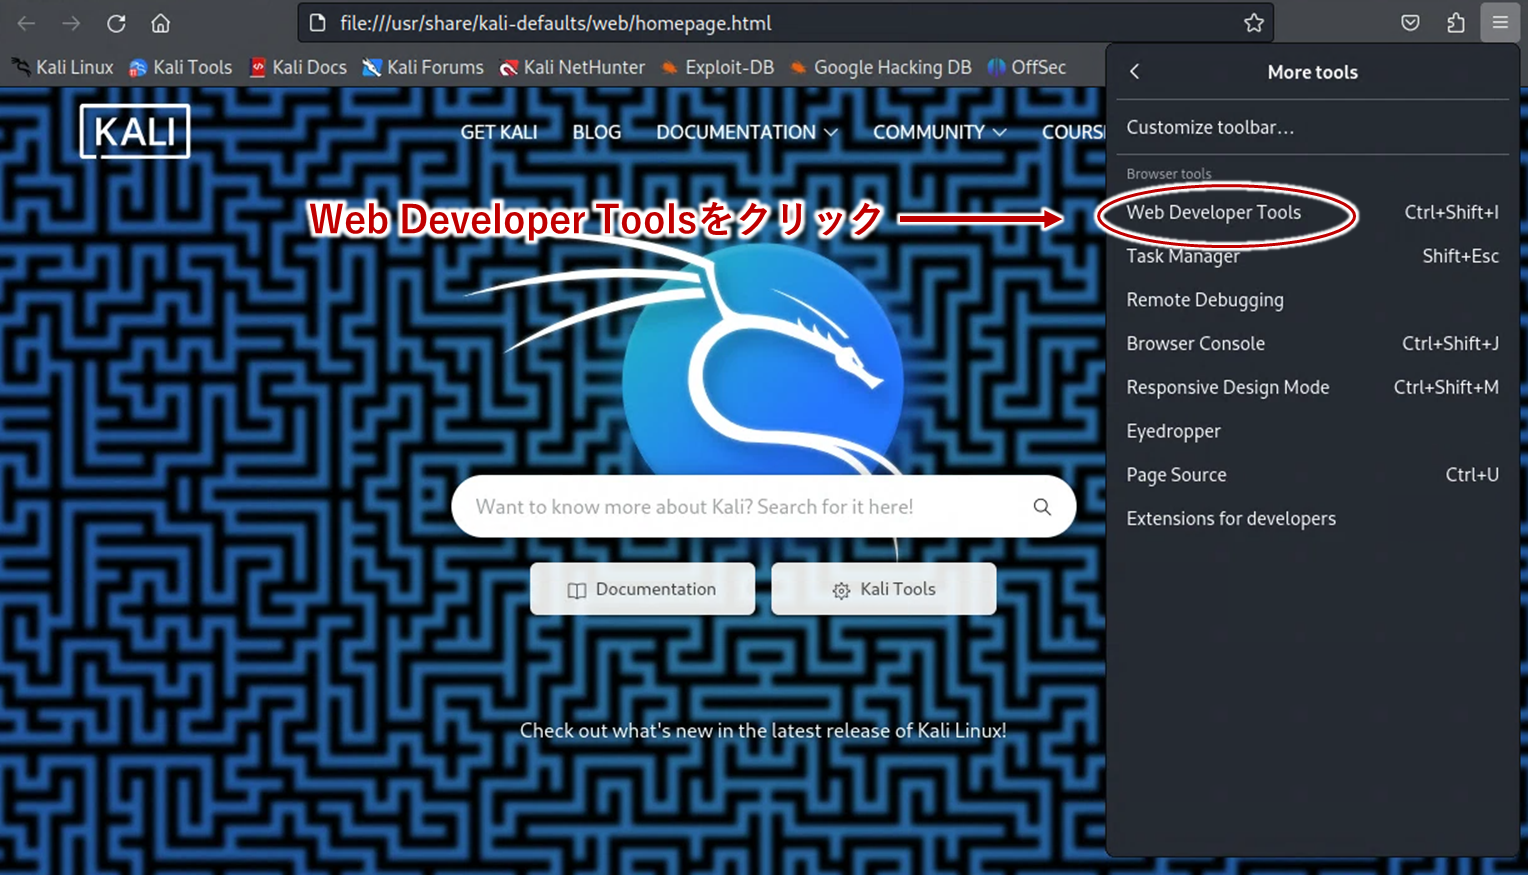 file:///usr/share/kali-defaults/web/homepage.html
Kali Linux Kali Tools Kali Docs Kali Forums Kali NetHunter Exploit-DB Google Hacking DB OffSec
KALI
GET KALI BLOG DOCUMENTATION COMMUNITY COURS
Web Developer Toolsをクリック
Want to know more about Kali? Search for it here!
Documentation Kali Tools
Check out what's new in the latest release of Kali Linux!
More tools
Customize toolbar...
Browser tools
Web Developer Tools Ctrl+Shift+I
Task Manager Shift+Esc
Remote Debugging
Browser Console Ctrl+Shift+J
Responsive Design Mode Ctrl+Shift+M
Eyedropper
Page Source Ctrl+U
Extensions for developers